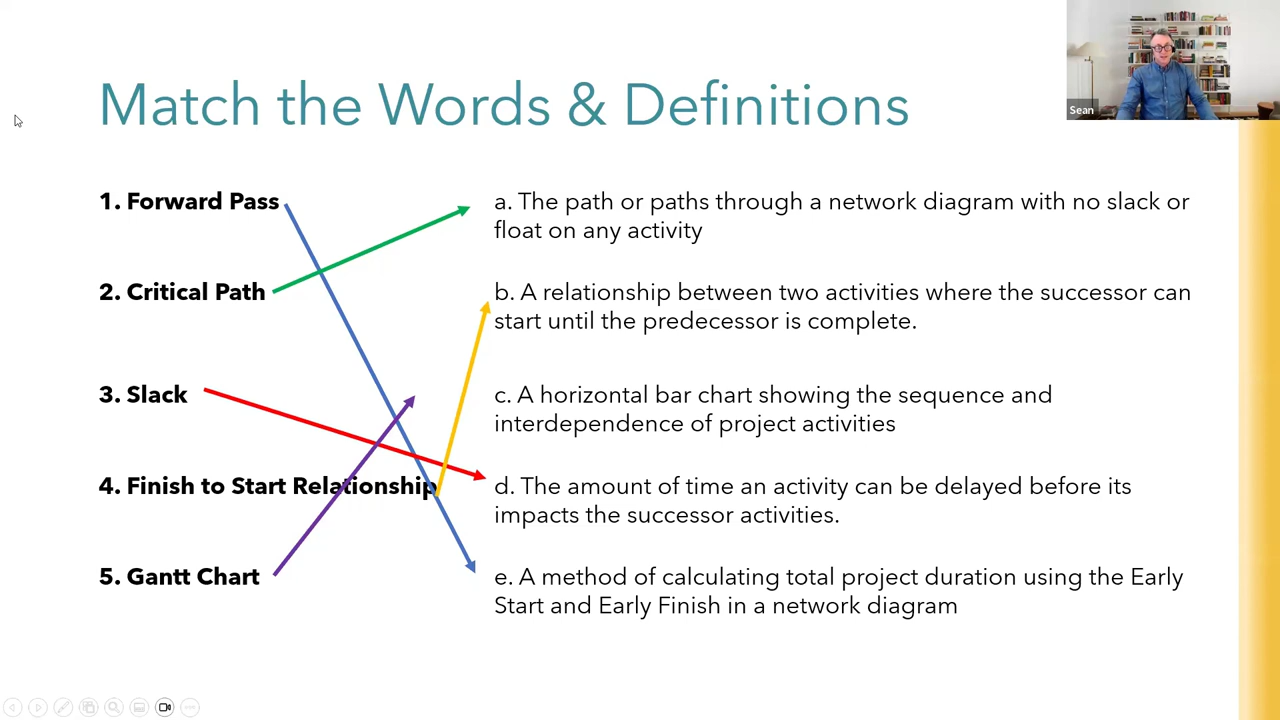 Match the Words & Definitions
Sean
1. Forward Pass
a. The path or paths through a network diagram with no slack or
float on any activity
2. Critical Path
b. A relationship between two activities where the successor can
start until the predecessor is complete.
3. Slack
c. A horizontal bar chart showing the sequence and
interdependence of project activities
4. Finish to Start Relationship
d. The amount of time an activity can be delayed before its
impacts the successor activities.
5. Gantt Chart
e. A method of calculating total project duration using the Early
Start and Early Finish in a network diagram